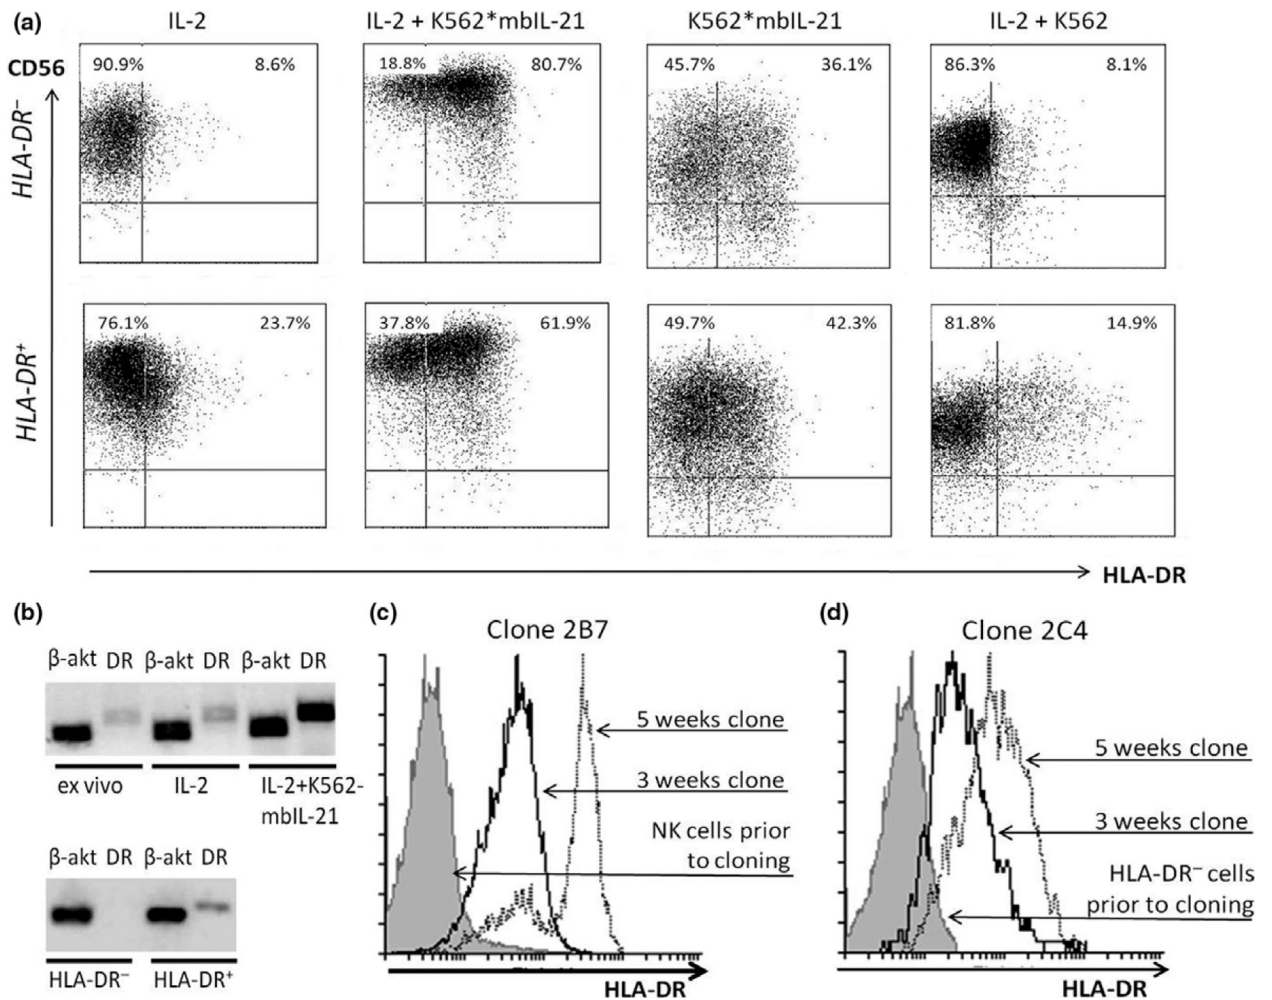 (a)
IL-2
IL-2 + K562*mbIL-21
K562*mbIL-21
IL-2 + K562
CD56
HLA-DR⁻
90.9%
8.6%
18.8%
80.7%
45.7%
36.1%
86.3%
8.1%
HLA-DR⁺
76.1%
23.7%
37.8%
61.9%
49.7%
42.3%
81.8%
14.9%
HLA-DR
(b)
β-akt DR β-akt DR β-akt DR
ex vivo
IL-2
IL-2+K562-
mbIL-21
β-akt DR β-akt DR
HLA-DR⁻
HLA-DR⁺
(c)
Clone 2B7
5 weeks clone
3 weeks clone
NK cells prior
to cloning
HLA-DR
(d)
Clone 2C4
5 weeks clone
3 weeks clone
HLA-DR⁻ cells
prior to cloning
HLA-DR